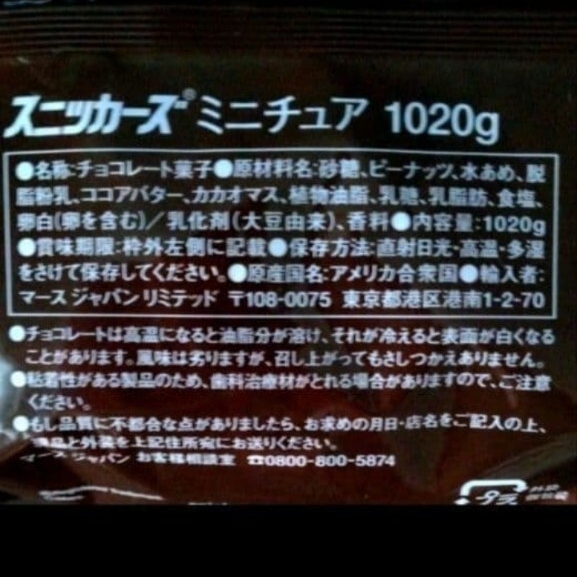 スニッカーズ® ミニチュア 1020g
●名称:チョコレート菓子●原材料名:砂糖、ピーナッツ、水あめ、脱
脂粉乳、ココアバター、カカオマス、植物油脂、乳糖、乳脂肪、食塩、
卵白(卵を含む)／乳化剤(大豆由来)、香料●内容量:1020g
●賞味期限:枠外左側に記載●保存方法:直射日光・高温・多湿
をさけて保存してください。●原産国名:アメリカ合衆国●輸入者:
マース ジャパン リミテッド 〒108-0075 東京都港区港南1-2-70
●チョコレートは高温になると油脂分が溶け、それが冷えると表面が白くなる
ことがあります。風味は劣りますが、召し上がってもさしつかえありません。
●粘着性がある製品のため、歯科治療材がとれる場合がありますので、ご注意
ください。
●もし品質に不都合な点がありましたら、お求めの月日・店名をご記入の上、
現品と外装を上記住所宛にお送りください。
マース ジャパン お客様相談室 ☎0800-800-5874
プラ